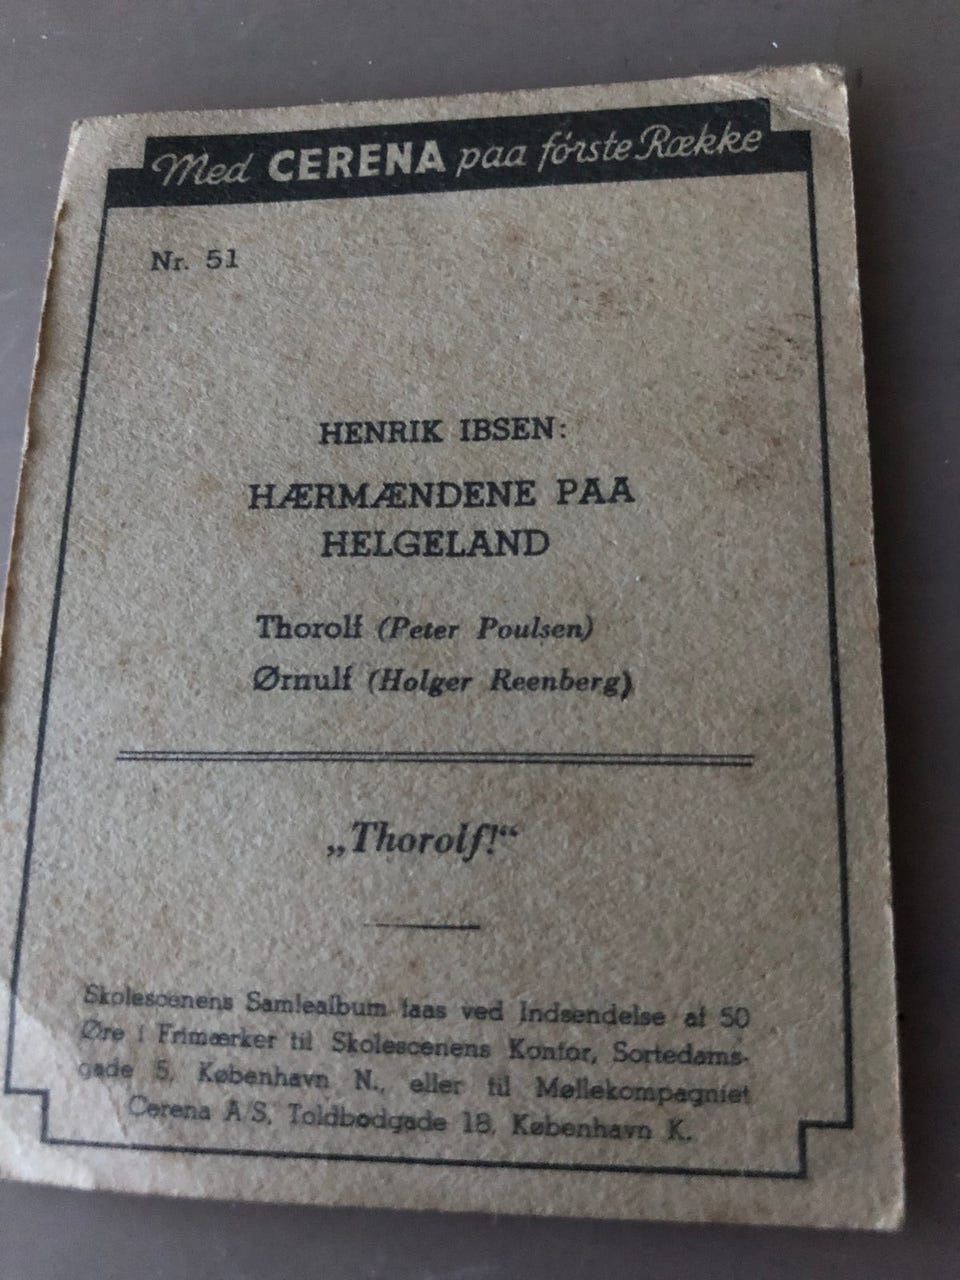 Med CERENA paa første Række
Nr. 51
HENRIK IBSEN:
HÆRMÆNDENE PAA
HELGELAND
Thorolf (Peter Poulsen)
Ørnulf (Holger Reenberg)
„Thorolf!“
Skolescenens Samlealbum faas ved Indsendelse af 50
Øre i Frimærker til Skolescenens Kontor, Sortedams-
gade 5, København N., eller til Møllekompagniet
Cerena A/S, Toldbodgade 18, København K.